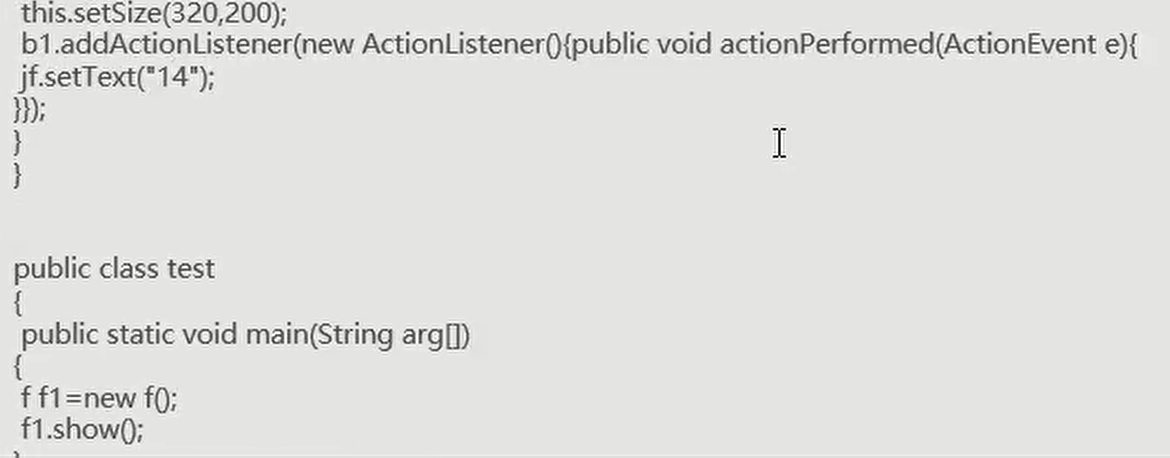 this.setSize(320,200);
b1.addActionListener(new ActionListener(){public void actionPerformed(ActionEvent e){
jf.setText("14");
}});
}
}
public class test
{
public static void main(String arg[])
{
f f1=new f();
f1.show();
}